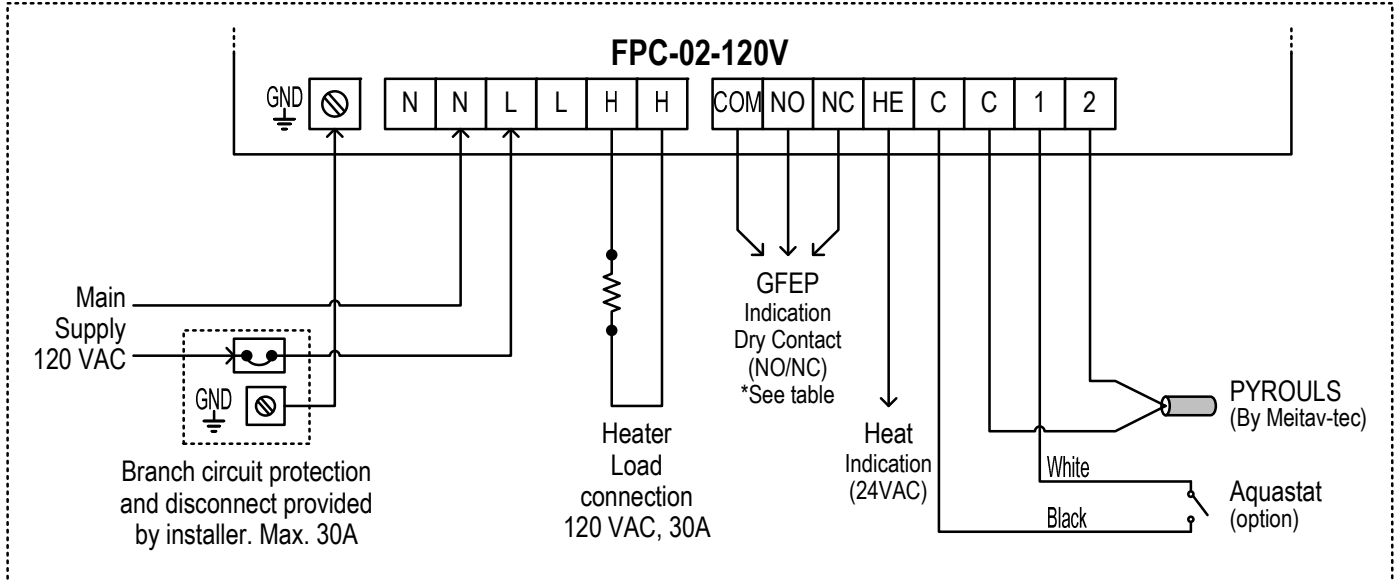 FPC-02-120V
GND
N N L L H H
COM NO NC HE C C 1 2
Main
Supply
120 VAC
GND
Branch circuit protection
and disconnect provided
by installer. Max. 30A
Heater
Load
connection
120 VAC, 30A
GFEP
Indication
Dry Contact
(NO/NC)
*See table
Heat
Indication
(24VAC)
PYROULS
(By Meitav-tec)
White
Black
Aquastat
(option)